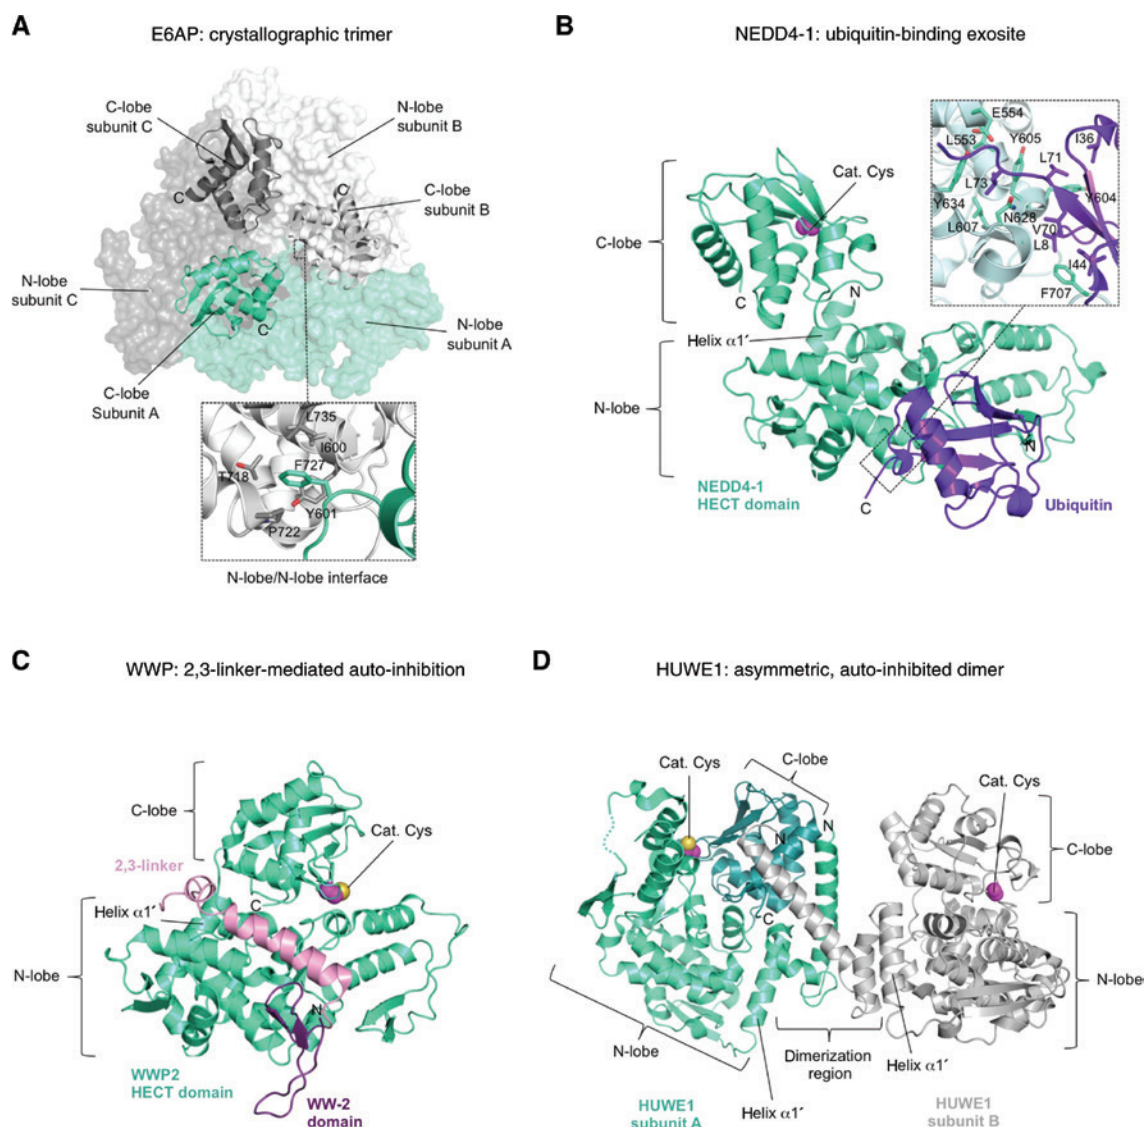 A
E6AP: crystallographic trimer
C-lobe
subunit C
N-lobe
subunit B
C
C
C-lobe
subunit B
N-lobe
subunit C
C
N-lobe
subunit A
C-lobe
Subunit A
L735
I600
F727
T718
Y601
P722
N-lobe/N-lobe interface
B
NEDD4-1: ubiquitin-binding exosite
E554
L553
Y605
I36
L71
L73
Y634
Y604
N628
L607
V70
L8
I44
F707
Cat. Cys
C-lobe
C
N
Helix α1´
N-lobe
N
NEDD4-1
HECT domain
C
Ubiquitin
C
WWP: 2,3-linker-mediated auto-inhibition
C-lobe
Cat. Cys
2,3-linker
C
Helix α1´
N-lobe
N
WWP2
HECT domain
WW-2
domain
D
HUWE1: asymmetric, auto-inhibited dimer
Cat. Cys
C-lobe
N
N
C
Cat. Cys
C-lobe
N-lobe
N-lobe
Dimerization
region
Helix α1´
Helix α1´
HUWE1
subunit A
HUWE1
subunit B